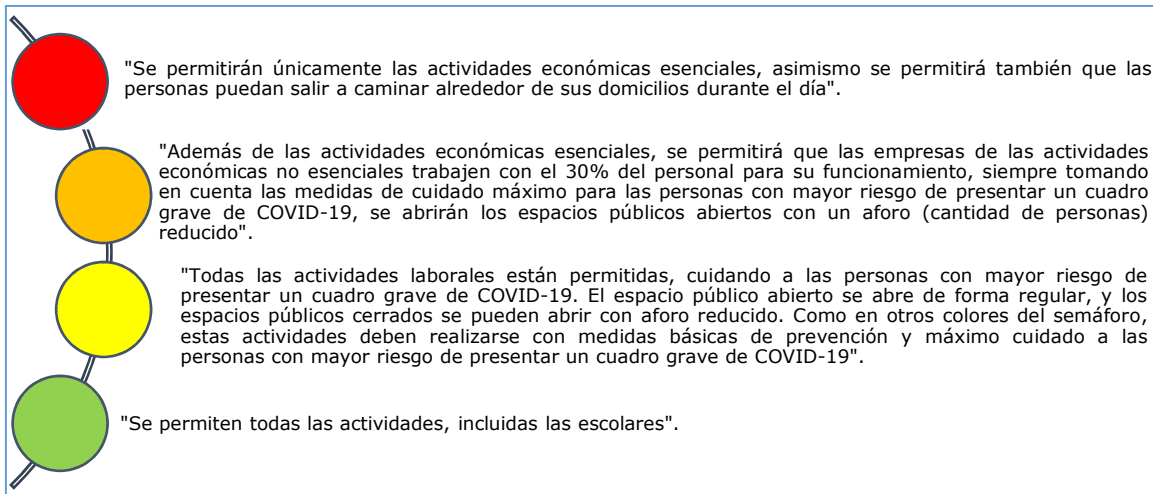 "Se permitirán únicamente las actividades económicas esenciales, asimismo se permitirá también que las
personas puedan salir a caminar alrededor de sus domicilios durante el día".
"Además de las actividades económicas esenciales, se permitirá que las empresas de las actividades
económicas no esenciales trabajen con el 30% del personal para su funcionamiento, siempre tomando
en cuenta las medidas de cuidado máximo para las personas con mayor riesgo de presentar un cuadro
grave de COVID-19, se abrirán los espacios públicos abiertos con un aforo (cantidad de personas)
reducido".
"Todas las actividades laborales están permitidas, cuidando a las personas con mayor riesgo de
presentar un cuadro grave de COVID-19. El espacio público abierto se abre de forma regular, y los
espacios públicos cerrados se pueden abrir con aforo reducido. Como en otros colores del semáforo,
estas actividades deben realizarse con medidas básicas de prevención y máximo cuidado a las
personas con mayor riesgo de presentar un cuadro grave de COVID-19".
"Se permiten todas las actividades, incluidas las escolares".